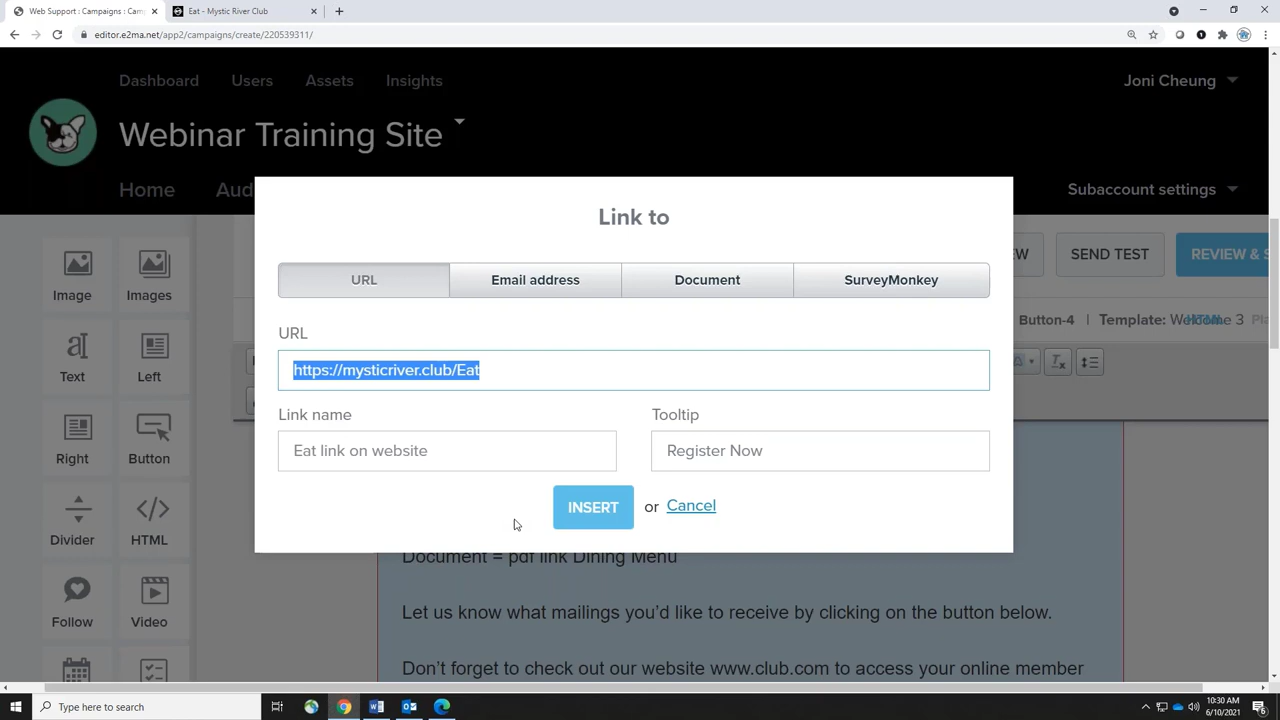 Web Support : Campaigns : Cam
Eat - Mystic River Club
editor.e2ma.net/app2/campaigns/create/220539311/
Dashboard
Users
Assets
Insights
Joni Cheung
Webinar Training Site
Home
Aud
Subaccount settings
Link to
URL
Email address
Document
SurveyMonkey
URL
https://mysticriver.club/Eat
Link name
Tooltip
Eat link on website
Register Now
INSERT
or Cancel
Image
Images
Text
Left
Right
Button
Divider
HTML
Follow
Video
EW
SEND TEST
REVIEW & S
Button-4
Template:
Document = pdf link Dining Menu
Let us know what mailings you’d like to receive by clicking on the button below.
Don’t forget to check out our website www.club.com to access your online member
Type here to search
10:30 AM
6/10/2021